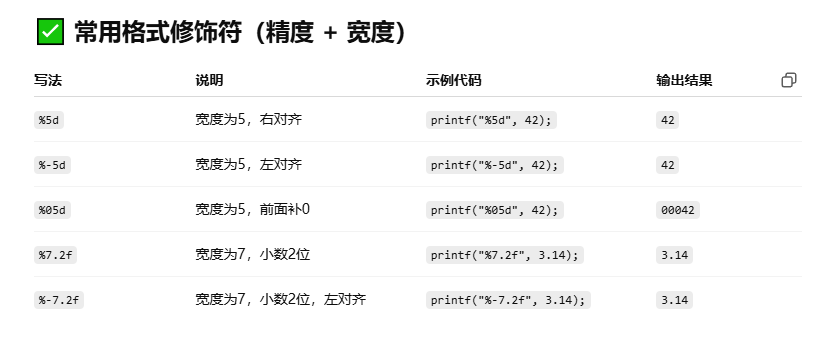 ✅ 常用格式修饰符（精度 + 宽度）
写法 说明 示例代码 输出结果
%5d 宽度为5，右对齐 printf("%5d", 42); 42
%-5d 宽度为5，左对齐 printf("%-5d", 42); 42
%05d 宽度为5，前面补0 printf("%05d", 42); 00042
%7.2f 宽度为7，小数2位 printf("%7.2f", 3.14); 3.14
%-7.2f 宽度为7，小数2位，左对齐 printf("%-7.2f", 3.14); 3.14